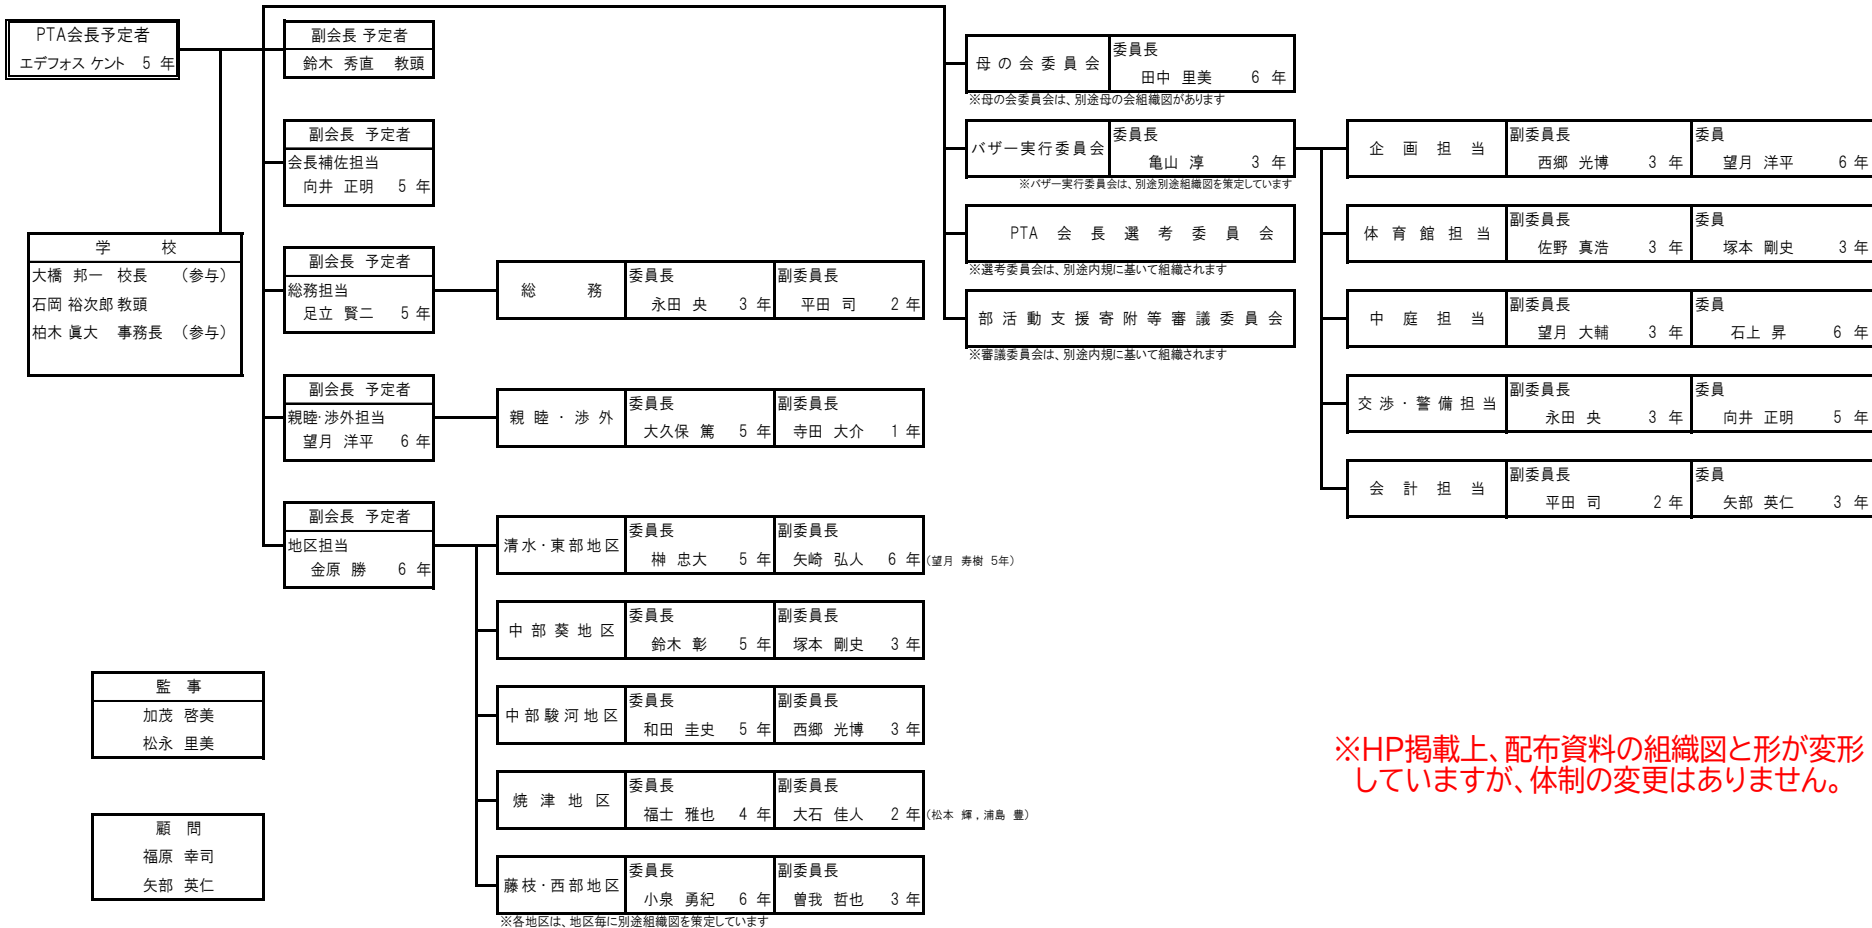 PTA会長予定者
エデフォス ケント 5 年
副会長 予定者
鈴木 秀直 教頭
副会長 予定者
会長補佐担当
向井 正明 5 年
学 校
大橋 邦一 校長 （参与）
石岡 裕次郎 教頭
柏木 眞大 事務長 （参与）
副会長 予定者
総務担当
足立 賢二 5 年
総 務
委員長
永田 央 3 年
副委員長
平田 司 2 年
副会長 予定者
親睦・渉外担当
望月 洋平 6 年
親 睦 ・ 渉 外
委員長
大久保 篤 5 年
副委員長
寺田 大介 1 年
副会長 予定者
地区担当
金原 勝 6 年
清水・東部地区
委員長
榊 忠大 5 年
副委員長
矢崎 弘人 6 年
（望月 寿樹 5年）
中 部 葵 地 区
委員長
鈴木 彰 5 年
副委員長
塚本 剛史 3 年
中 部 駿 河 地 区
委員長
和田 圭史 5 年
副委員長
西郷 光博 3 年
焼 津 地 区
委員長
福士 雅也 4 年
副委員長
大石 佳人 2 年
（松本 輝，浦島 豊）
藤枝・西部地区
委員長
小泉 勇紀 6 年
副委員長
曽我 哲也 3 年
※各地区は、地区毎に別途組織図を策定しています
監 事
加茂 啓美
松永 里美
顧 問
福原 幸司
矢部 英仁
母 の 会 委 員 会
委員長
田中 里美 6 年
※母の会委員会は、別途母の会組織図があります
バザー実行委員会
委員長
亀山 淳 3 年
※バザー実行委員会は、別途別途組織図を策定しています
PTA 会 長 選 考 委 員 会
※選考委員会は、別途内規に基いて組織されます
部 活 動 支 援 寄 附 等 審 議 委 員 会
※審議委員会は、別途内規に基いて組織されます
企 画 担 当
副委員長
西郷 光博 3 年
委員
望月 洋平 6 年
体 育 館 担 当
副委員長
佐野 真浩 3 年
委員
塚本 剛史 3 年
中 庭 担 当
副委員長
望月 大輔 3 年
委員
石上 昇 6 年
交 渉 ・ 警 備 担 当
副委員長
永田 央 3 年
委員
向井 正明 5 年
会 計 担 当
副委員長
平田 司 2 年
委員
矢部 英仁 3 年
※HP掲載上、配布資料の組織図と形が変形
していますが、体制の変更はありません。